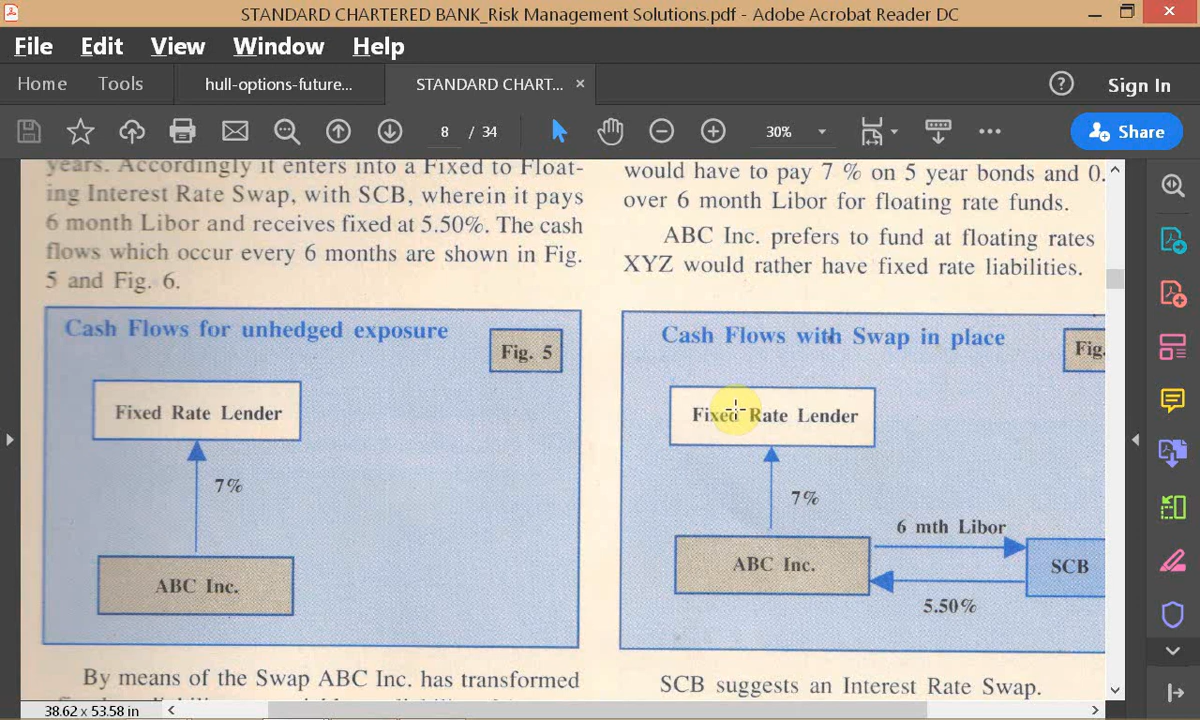 STANDARD CHARTERED BANK_Risk Management Solutions.pdf - Adobe Acrobat Reader DC
File Edit View Window Help
Home Tools hull-options-future... STANDARD CHART... × ? Sign In
8 / 34 30% Share
years. Accordingly it enters into a Fixed to Float-
ing Interest Rate Swap, with SCB, wherein it pays
6 month Libor and receives fixed at 5.50%. The cash
flows which occur every 6 months are shown in Fig.
5 and Fig. 6.
Cash Flows for unhedged exposure
Fig. 5
Fixed Rate Lender
7%
ABC Inc.
By means of the Swap ABC Inc. has transformed
would have to pay 7 % on 5 year bonds and 0.
over 6 month Libor for floating rate funds.
ABC Inc. prefers to fund at floating rates
XYZ would rather have fixed rate liabilities.
Cash Flows with Swap in place
Fig.
Fixed Rate Lender
7%
6 mth Libor
ABC Inc.
SCB
5.50%
SCB suggests an Interest Rate Swap.
38.62 x 53.58 in